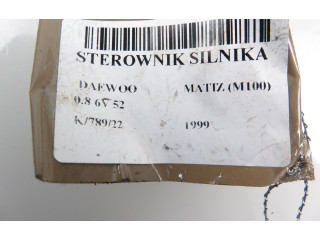 STEROWNIK SILNIKA
DAEWOO MATIZ (M100)
0.8 6V 52
K/789/22 1999